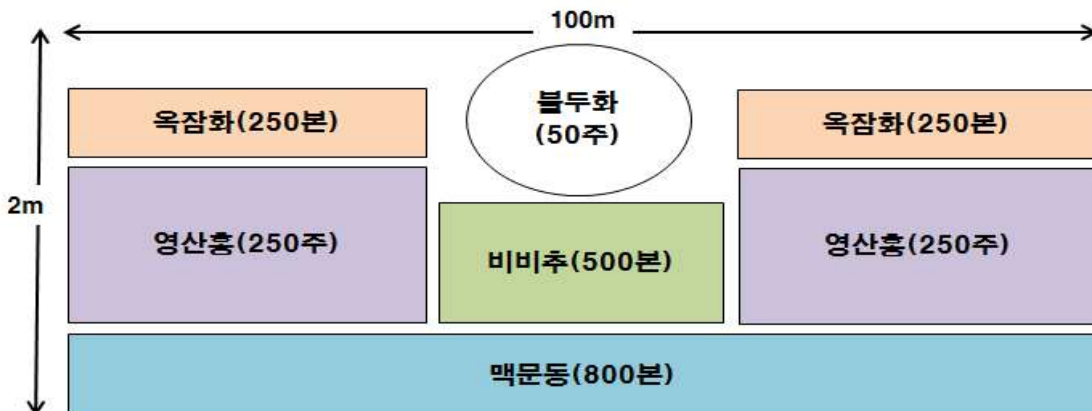 100m
불두화
(50주)
옥잠화(250본)
옥잠화(250본)
2m
영산홍(250주)
비비추(500본)
영산홍(250주)
맥문동(800본)